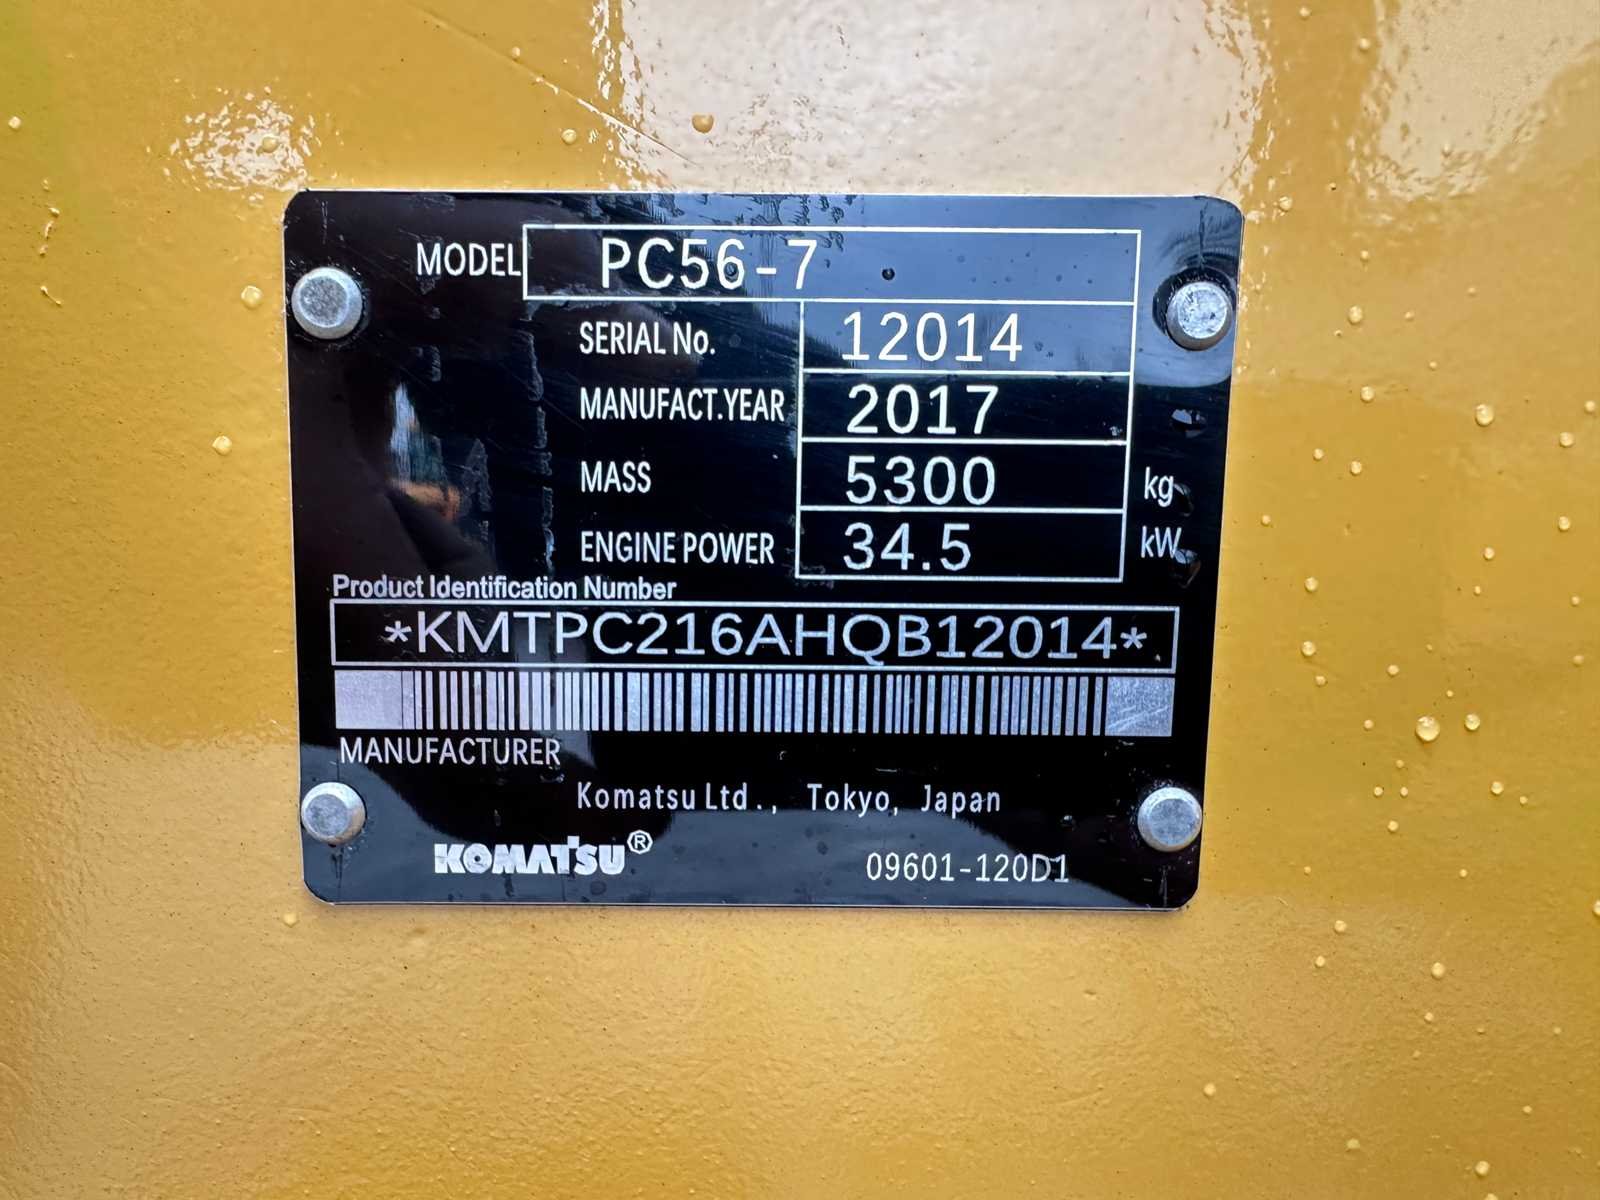 MODEL PC56-7
SERIAL No. 12014
MANUFACT.YEAR 2017
MASS 5300 kg
ENGINE POWER 34.5 kW
Product Identification Number
*KMTPC216AHQB12014*
MANUFACTURER
Komatsu Ltd., Tokyo, Japan
KOMATSU®
09601-120D1